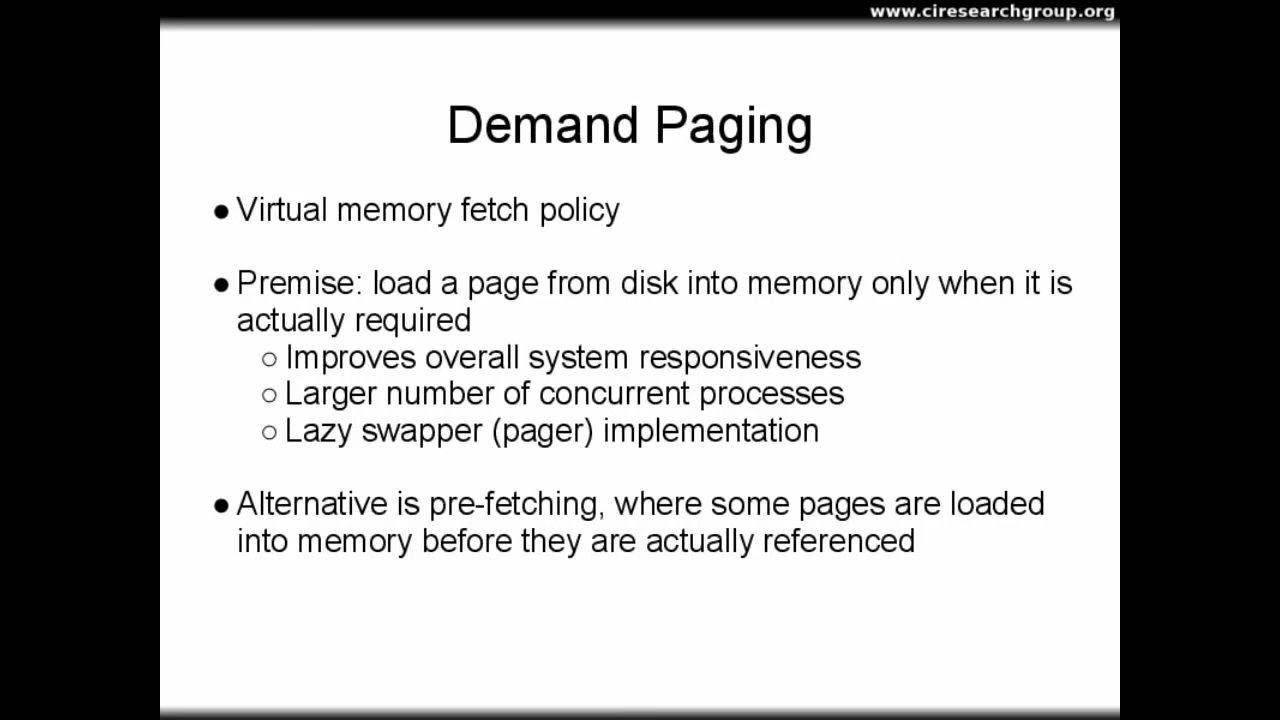 www.ciresearchgroup.org
Demand Paging
● Virtual memory fetch policy
● Premise: load a page from disk into memory only when it is
actually required
○ Improves overall system responsiveness
○ Larger number of concurrent processes
○ Lazy swapper (pager) implementation
● Alternative is pre-fetching, where some pages are loaded
into memory before they are actually referenced